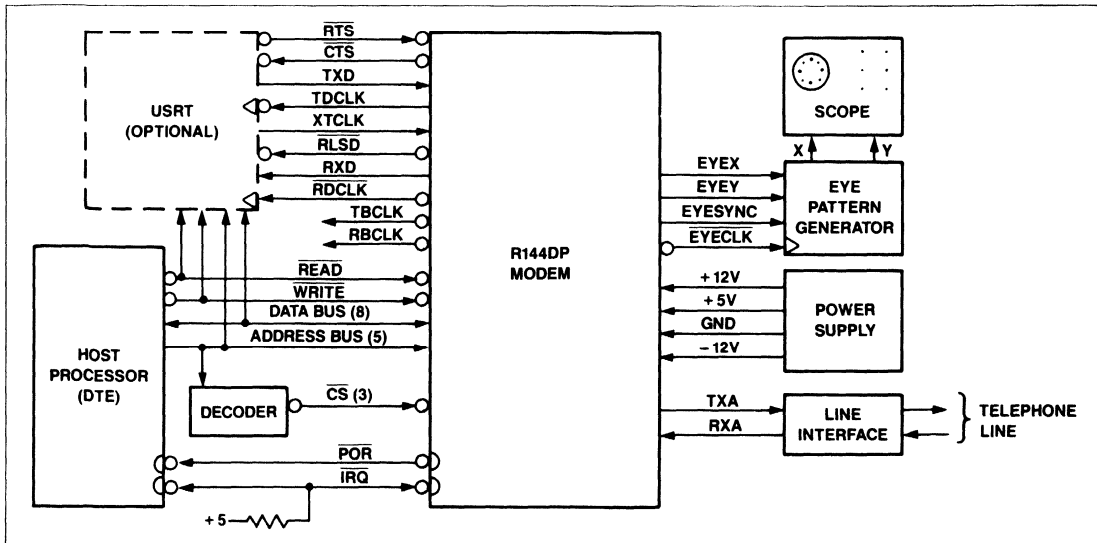 RTS
CTS
TXD
TDCLK
XTCLK
RLSD
RXD
RDCLK
TBCLK
RBCLK
USRT
(OPTIONAL)
READ
WRITE
DATA BUS (8)
ADDRESS BUS (5)
HOST
PROCESSOR
(DTE)
DECODER
CS (3)
POR
IRQ
+5
R144DP
MODEM
SCOPE
X
Y
EYEX
EYEY
EYESYNC
EYECLK
EYE
PATTERN
GENERATOR
+12V
+5V
GND
–12V
POWER
SUPPLY
TXA
RXA
LINE
INTERFACE
TELEPHONE
LINE